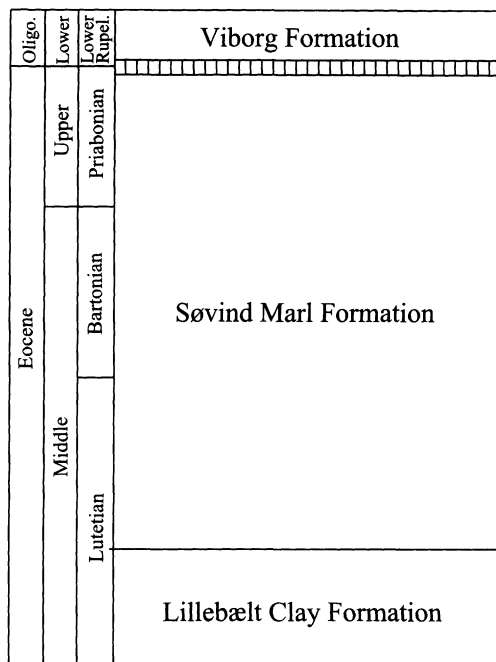 Oligo.
Lower
Lower
Rupel.
Viborg Formation
Eocene
Upper
Priabonian
Middle
Bartonian
Søvind Marl Formation
Lutetian
Lillebælt Clay Formation